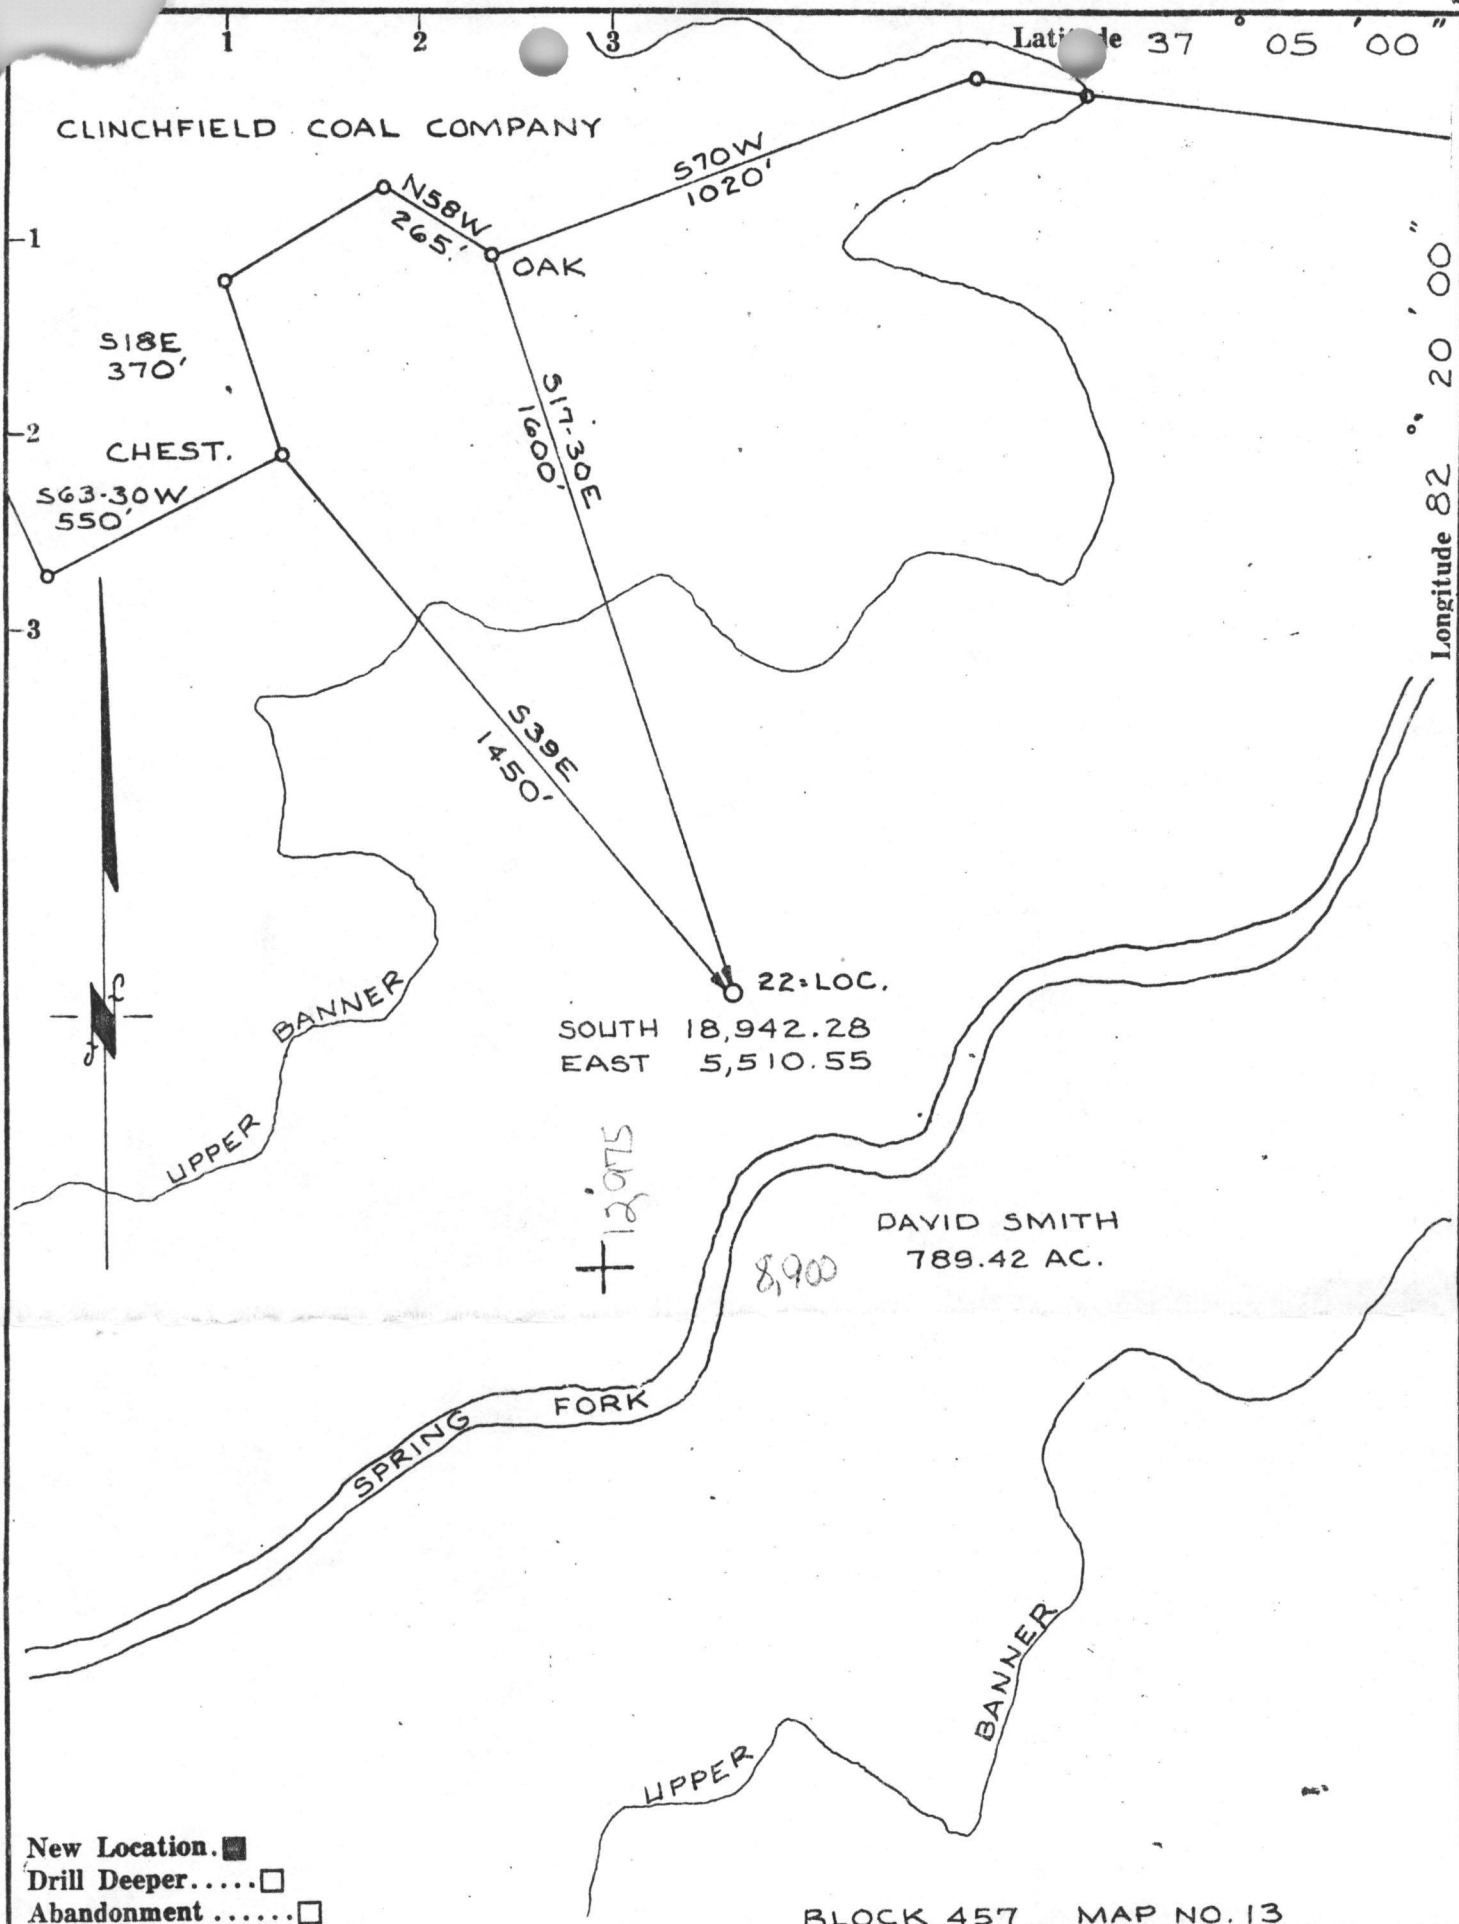 1 2 3 Latitude 37° 05' 00"
CLINCHFIELD COAL COMPANY
S70W
1020'
N58W
265'
OAK
-1
S18E
370'
Longitude 82° 20' 00"
S17-30E
1600'
-2
CHEST.
S63-30W
550'
-3
S39E
1450'
22=LOC.
SOUTH 18,942.28
EAST 5,510.55
UPPER BANNER
12,975
8,900
DAVID SMITH
789.42 AC.
SPRING FORK
UPPER BANNER
New Location. ■
Drill Deeper.....□
Abandonment ......□
BLOCK 457 MAP NO. 13